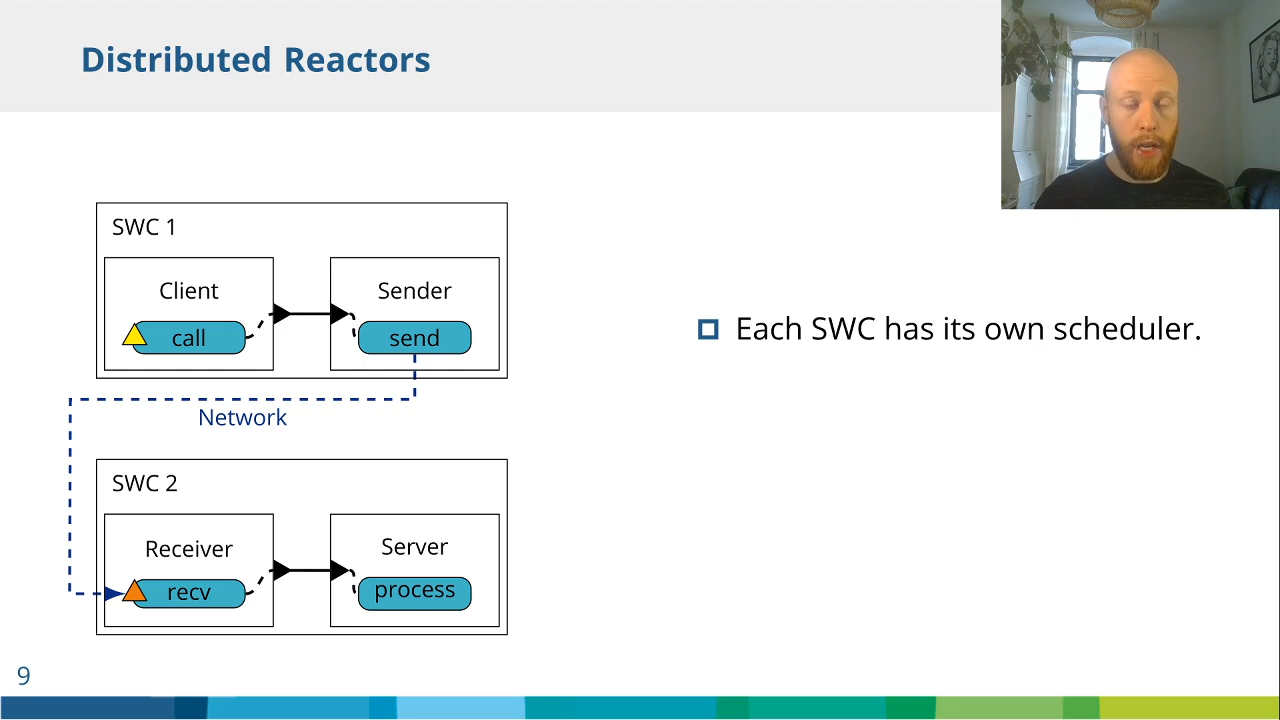 Distributed Reactors
SWC 1
Client
Sender
call
send
Network
SWC 2
Receiver
Server
recv
process
Each SWC has its own scheduler.
9